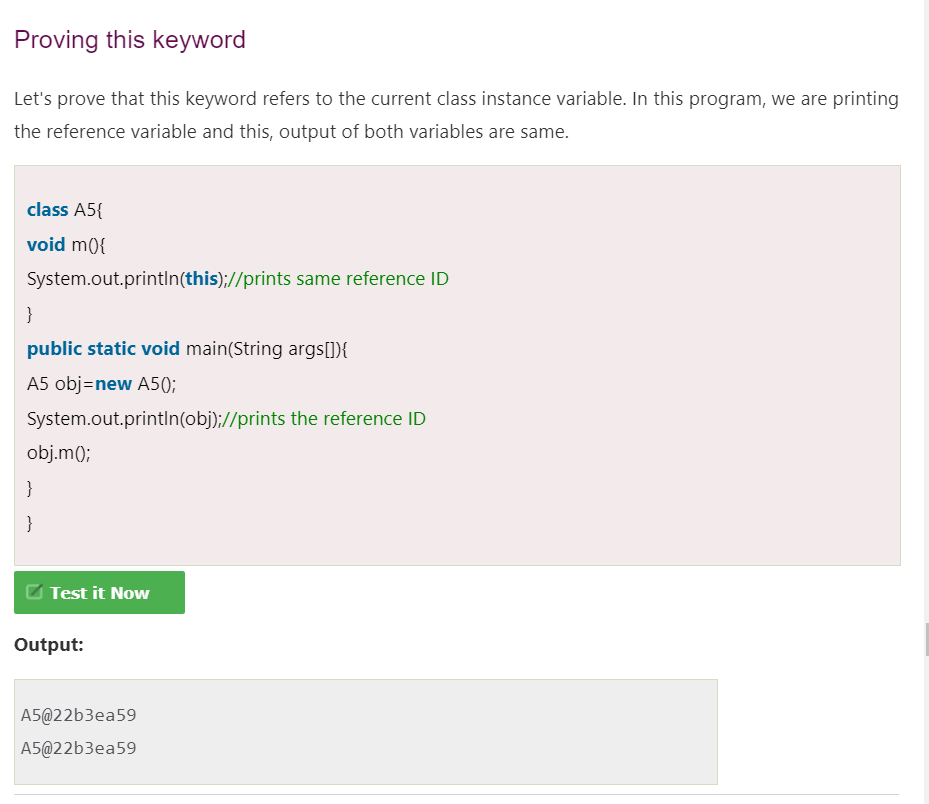 Proving this keyword
Let's prove that this keyword refers to the current class instance variable. In this program, we are printing
the reference variable and this, output of both variables are same.
class A5{
void m(){
System.out.println(this);//prints same reference ID
}
public static void main(String args[]){
A5 obj=new A5();
System.out.println(obj);//prints the reference ID
obj.m();
}
}
Test it Now
Output:
A5@22b3ea59
A5@22b3ea59